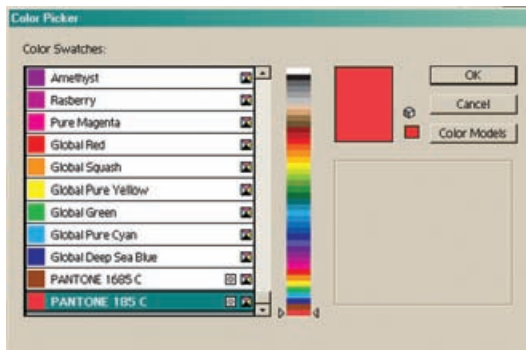 Color Picker
Color Swatches:
Amethyst
Rasberry
Pure Magenta
Global Red
Global Squash
Global Pure Yellow
Global Green
Global Pure Cyan
Global Deep Sea Blue
PANTONE 1685 C
PANTONE 185 C
OK
Cancel
Color Models